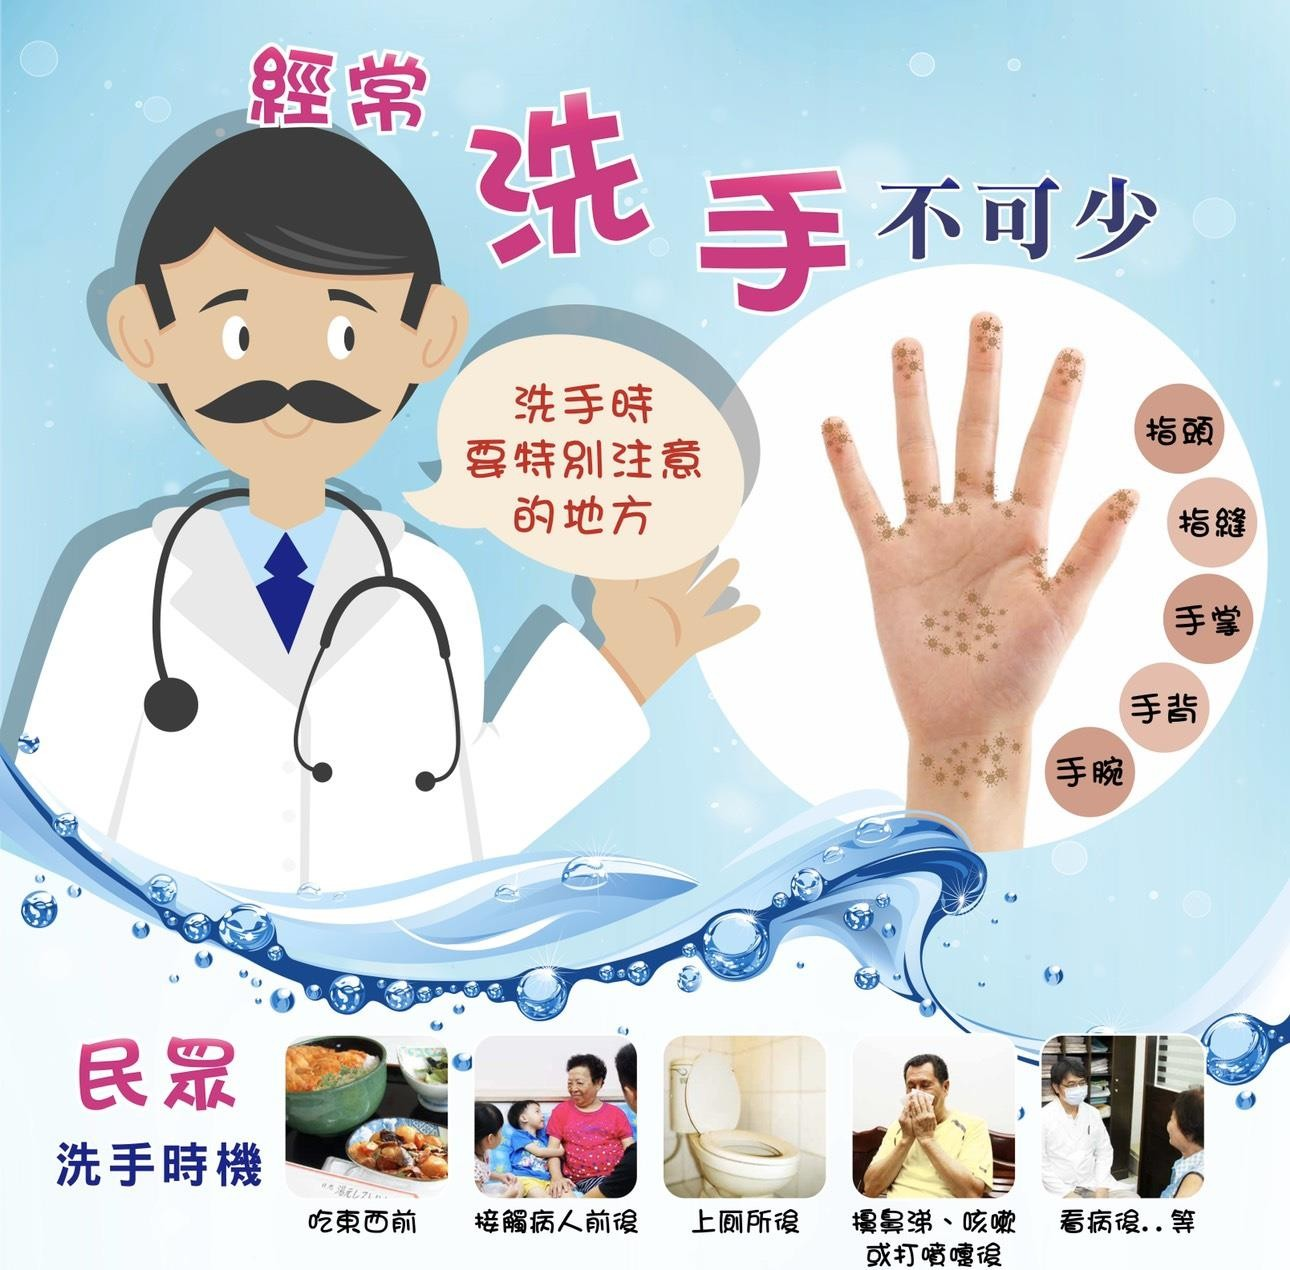 經常洗手不可少
洗手時
要特別注意
的地方
指頭
指縫
手掌
手背
手腕
民眾
洗手時機
吃東西前
接觸病人前後
上厕所後
擤鼻涕、咳嗽
或打噴嚏後
看病後..等